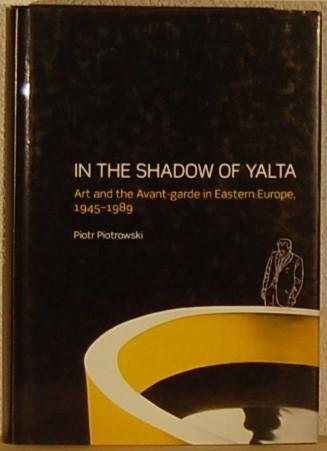 IN THE SHADOW OF YALTA
Art and the Avant-garde in Eastern Europe,
1945–1989
Piotr Piotrowski